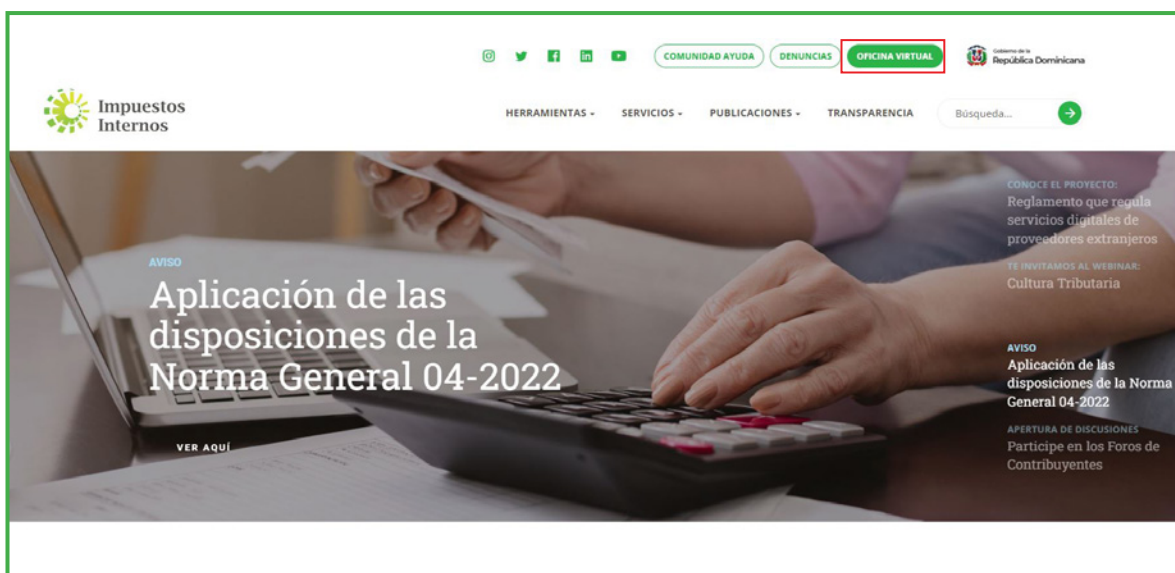 COMUNIDAD AYUDA
DENUNCIAS
OFICINA VIRTUAL
Gobierno de la
República Dominicana
Impuestos
Internos
HERRAMIENTAS
SERVICIOS
PUBLICACIONES
TRANSPARENCIA
Búsqueda...
AVISO
Aplicación de las
disposiciones de la
Norma General 04-2022
VER AQUÍ
CONOCE EL PROYECTO:
Reglamento que regula
servicios digitales de
proveedores extranjeros
TE INVITAMOS AL WEBINAR:
Cultura Tributaria
AVISO
Aplicación de las
disposiciones de la Norma
General 04-2022
APERTURA DE DISCUSIONES
Participe en los Foros de
Contribuyentes